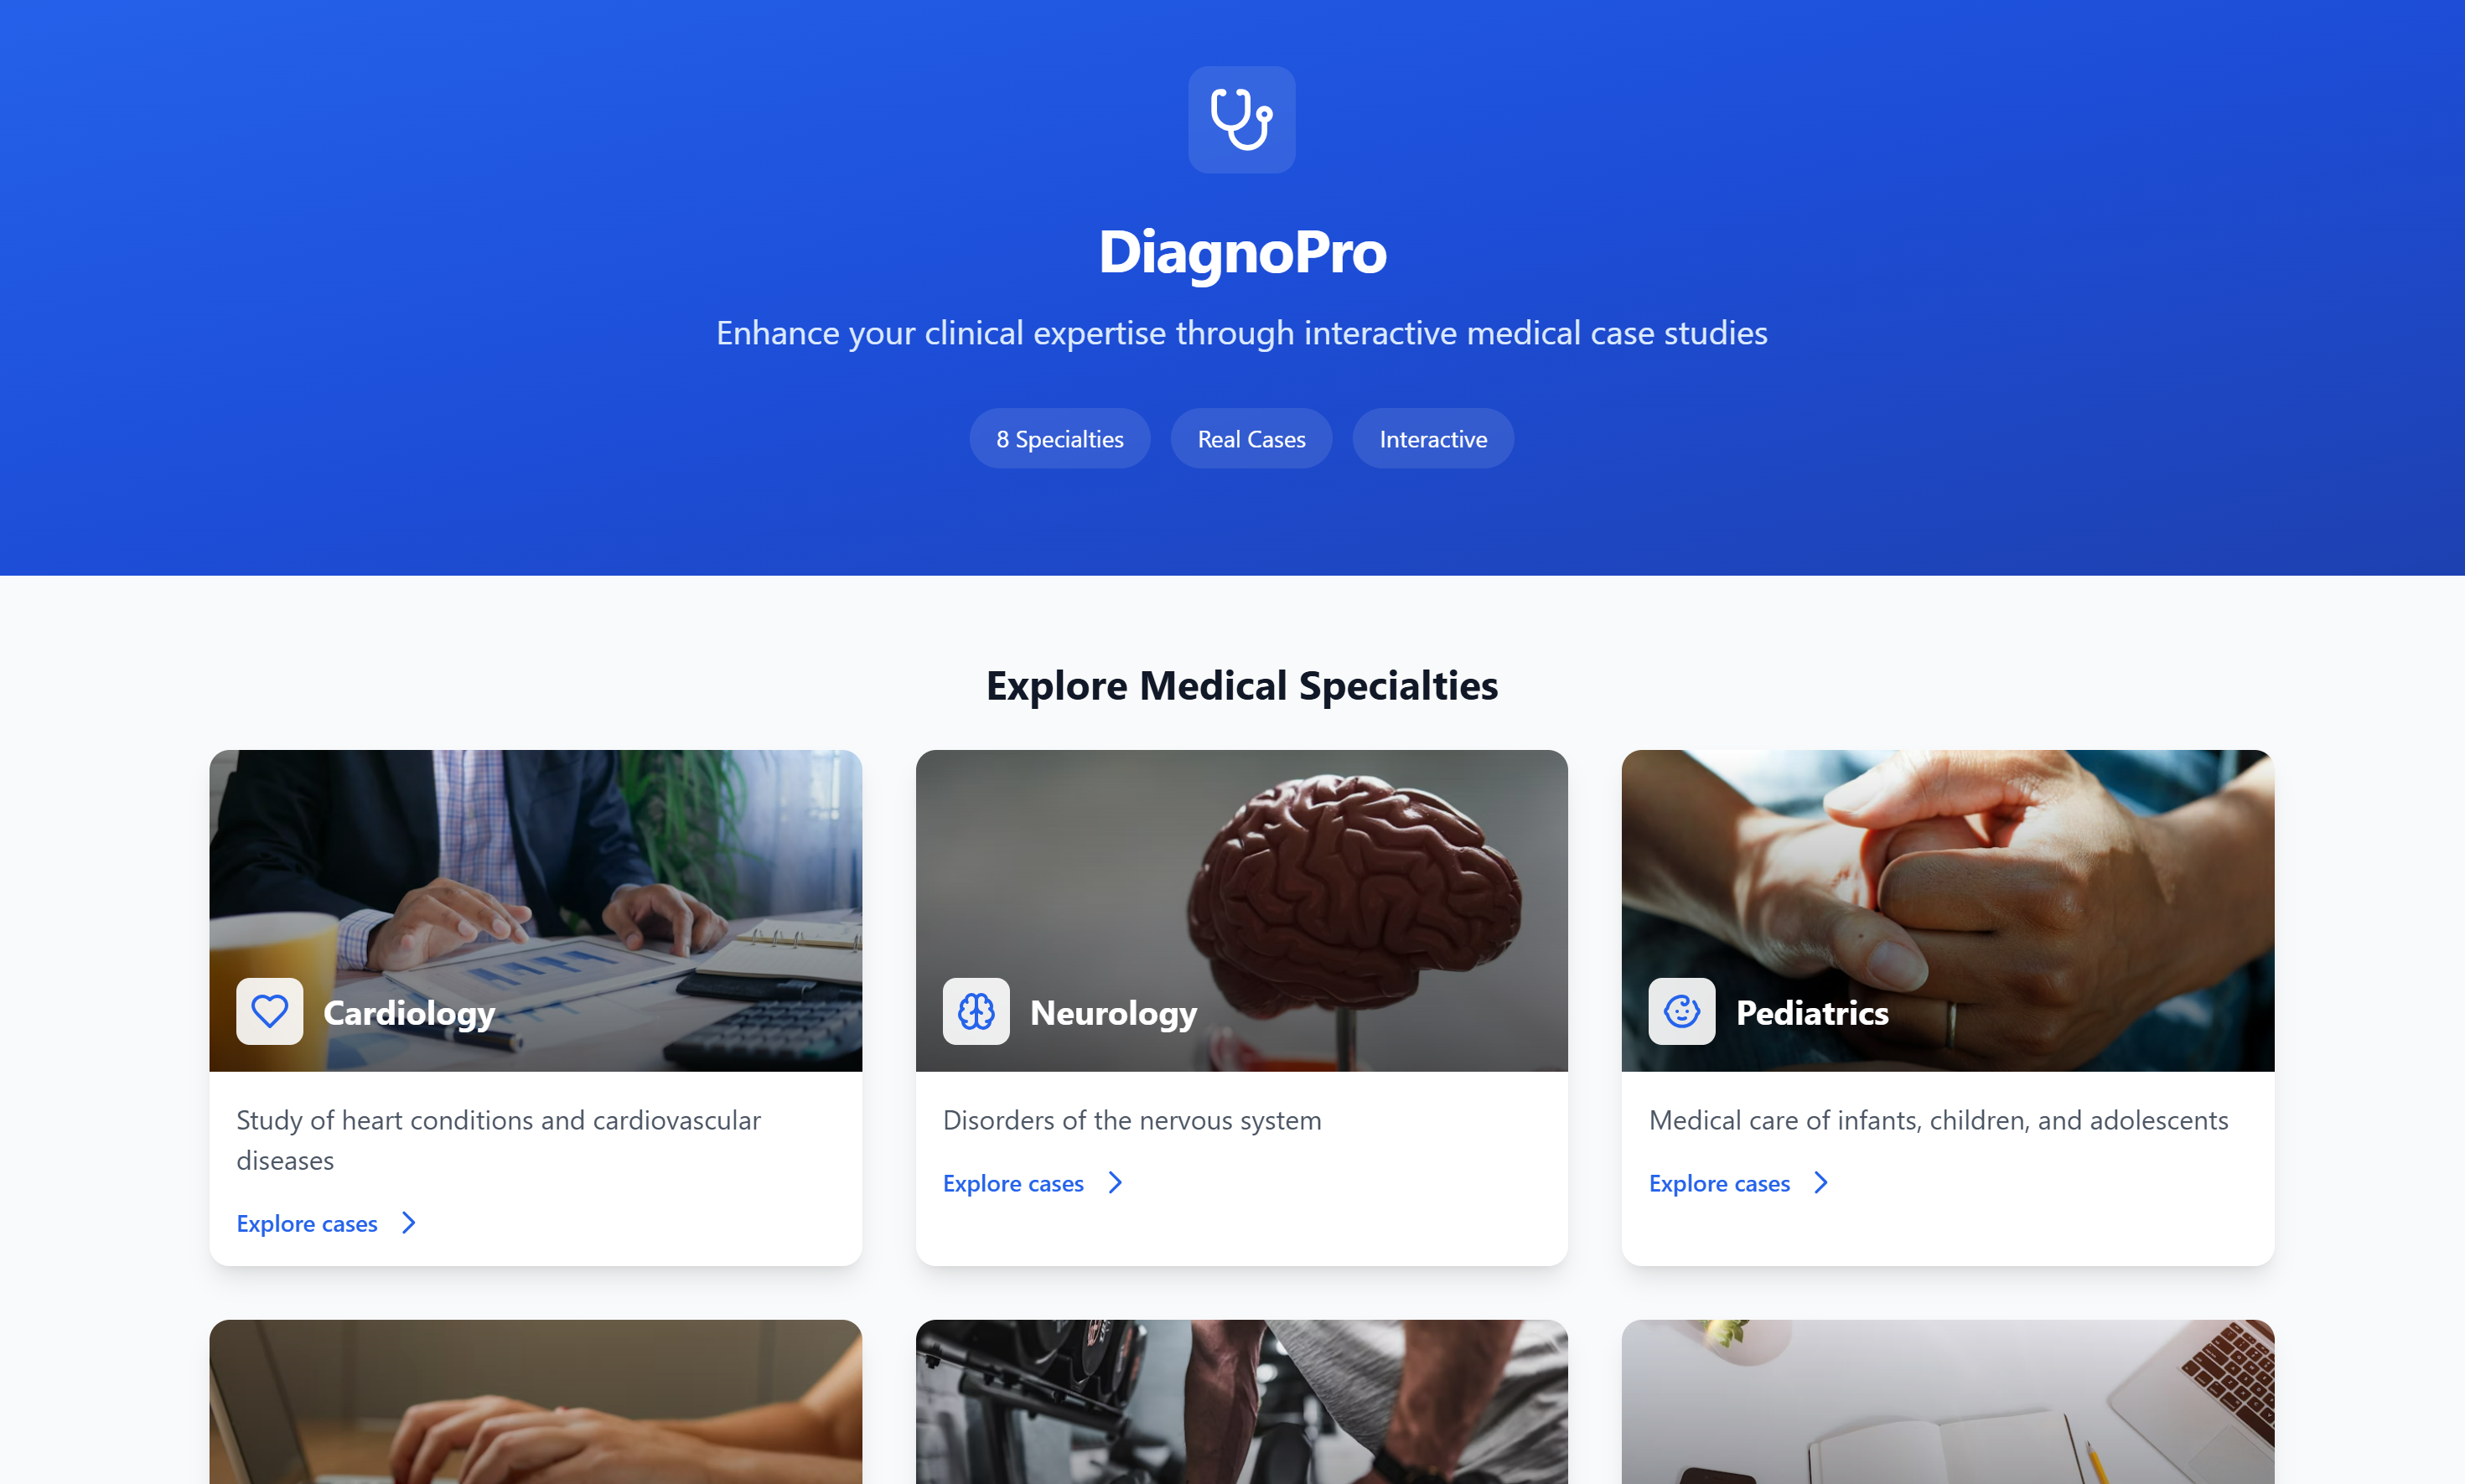 DiagnoPro
Enhance your clinical expertise through interactive medical case studies
8 Specialties
Real Cases
Interactive
Explore Medical Specialties
Cardiology
Study of heart conditions and cardiovascular
diseases
Explore cases
Neurology
Disorders of the nervous system
Explore cases
Pediatrics
Medical care of infants, children, and adolescents
Explore cases